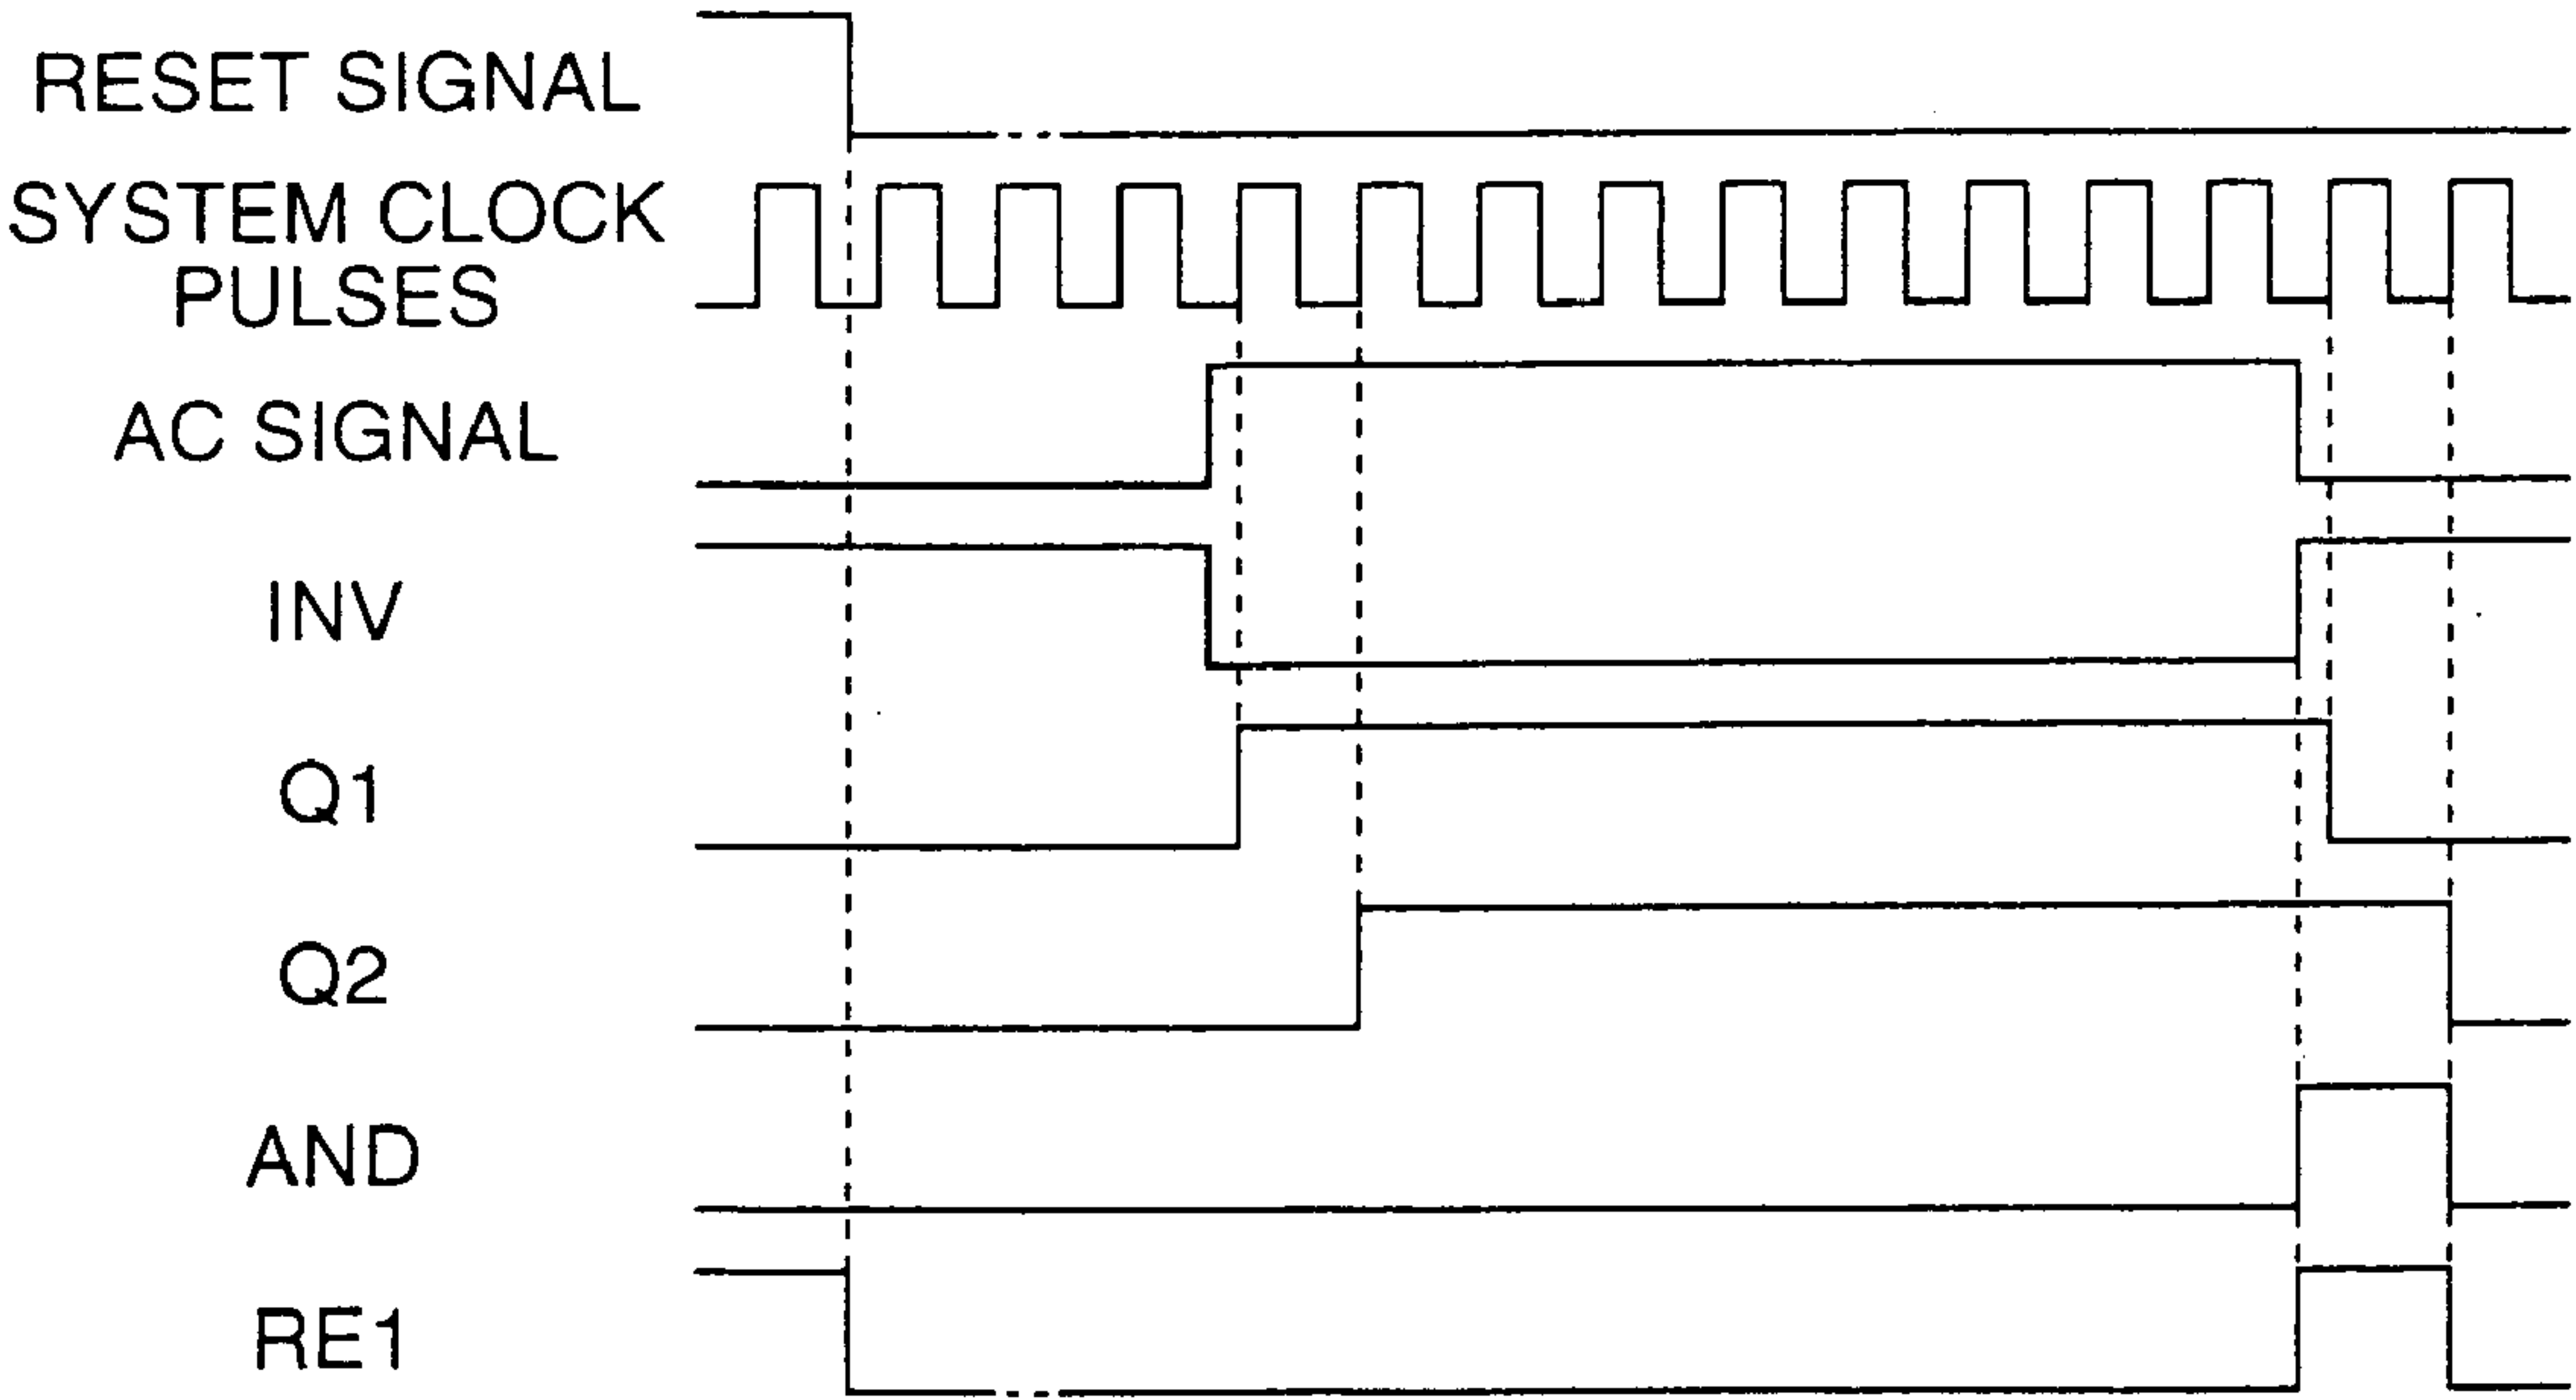 RESET SIGNAL
SYSTEM CLOCK
PULSES
AC SIGNAL
INV
Q1
Q2
AND
RE1